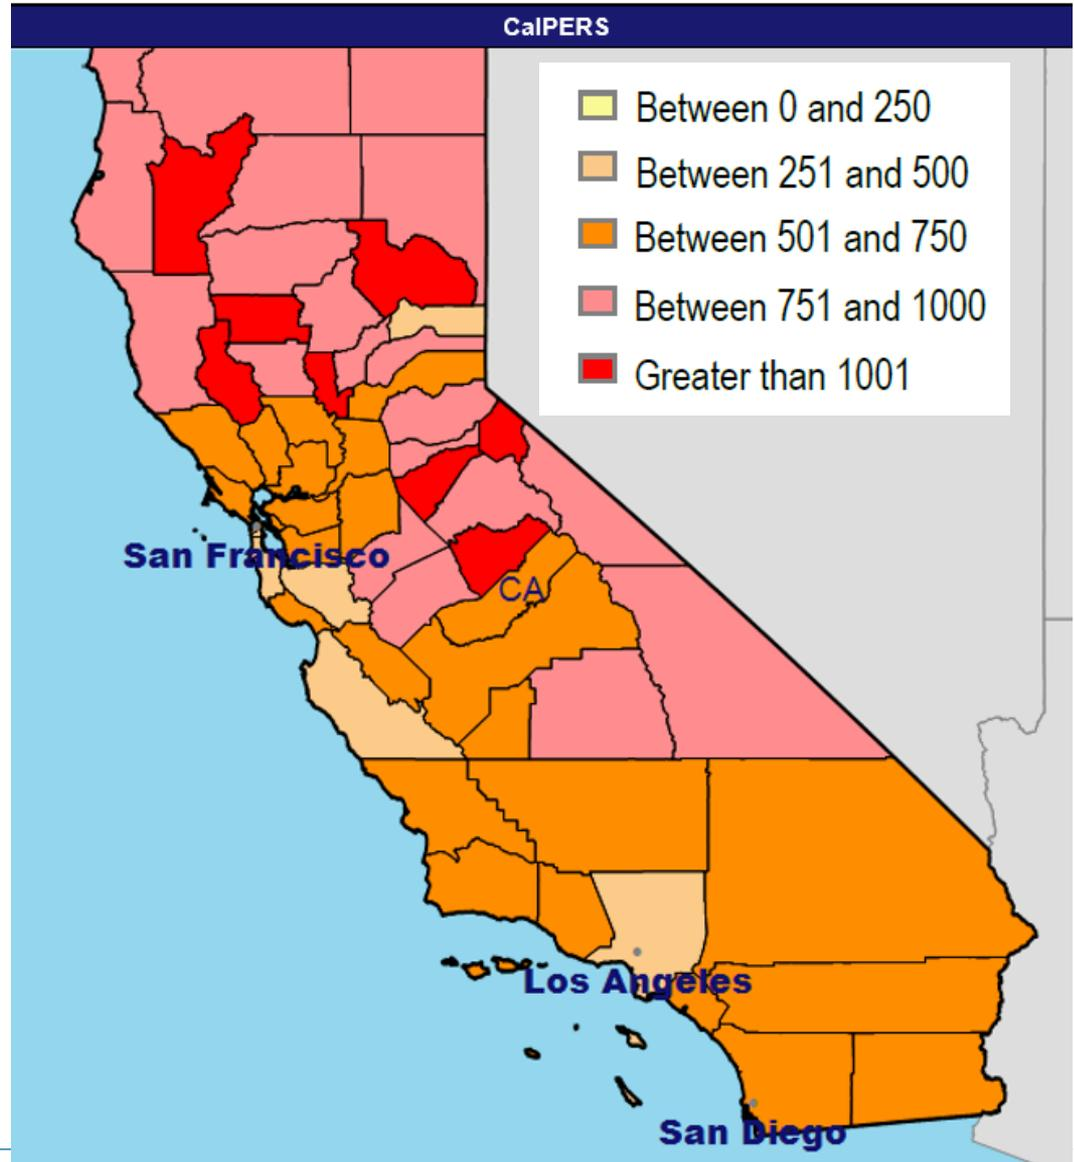 CalPERS
Between 0 and 250
Between 251 and 500
Between 501 and 750
Between 751 and 1000
Greater than 1001
San Francisco
CA
Los Angeles
San Diego